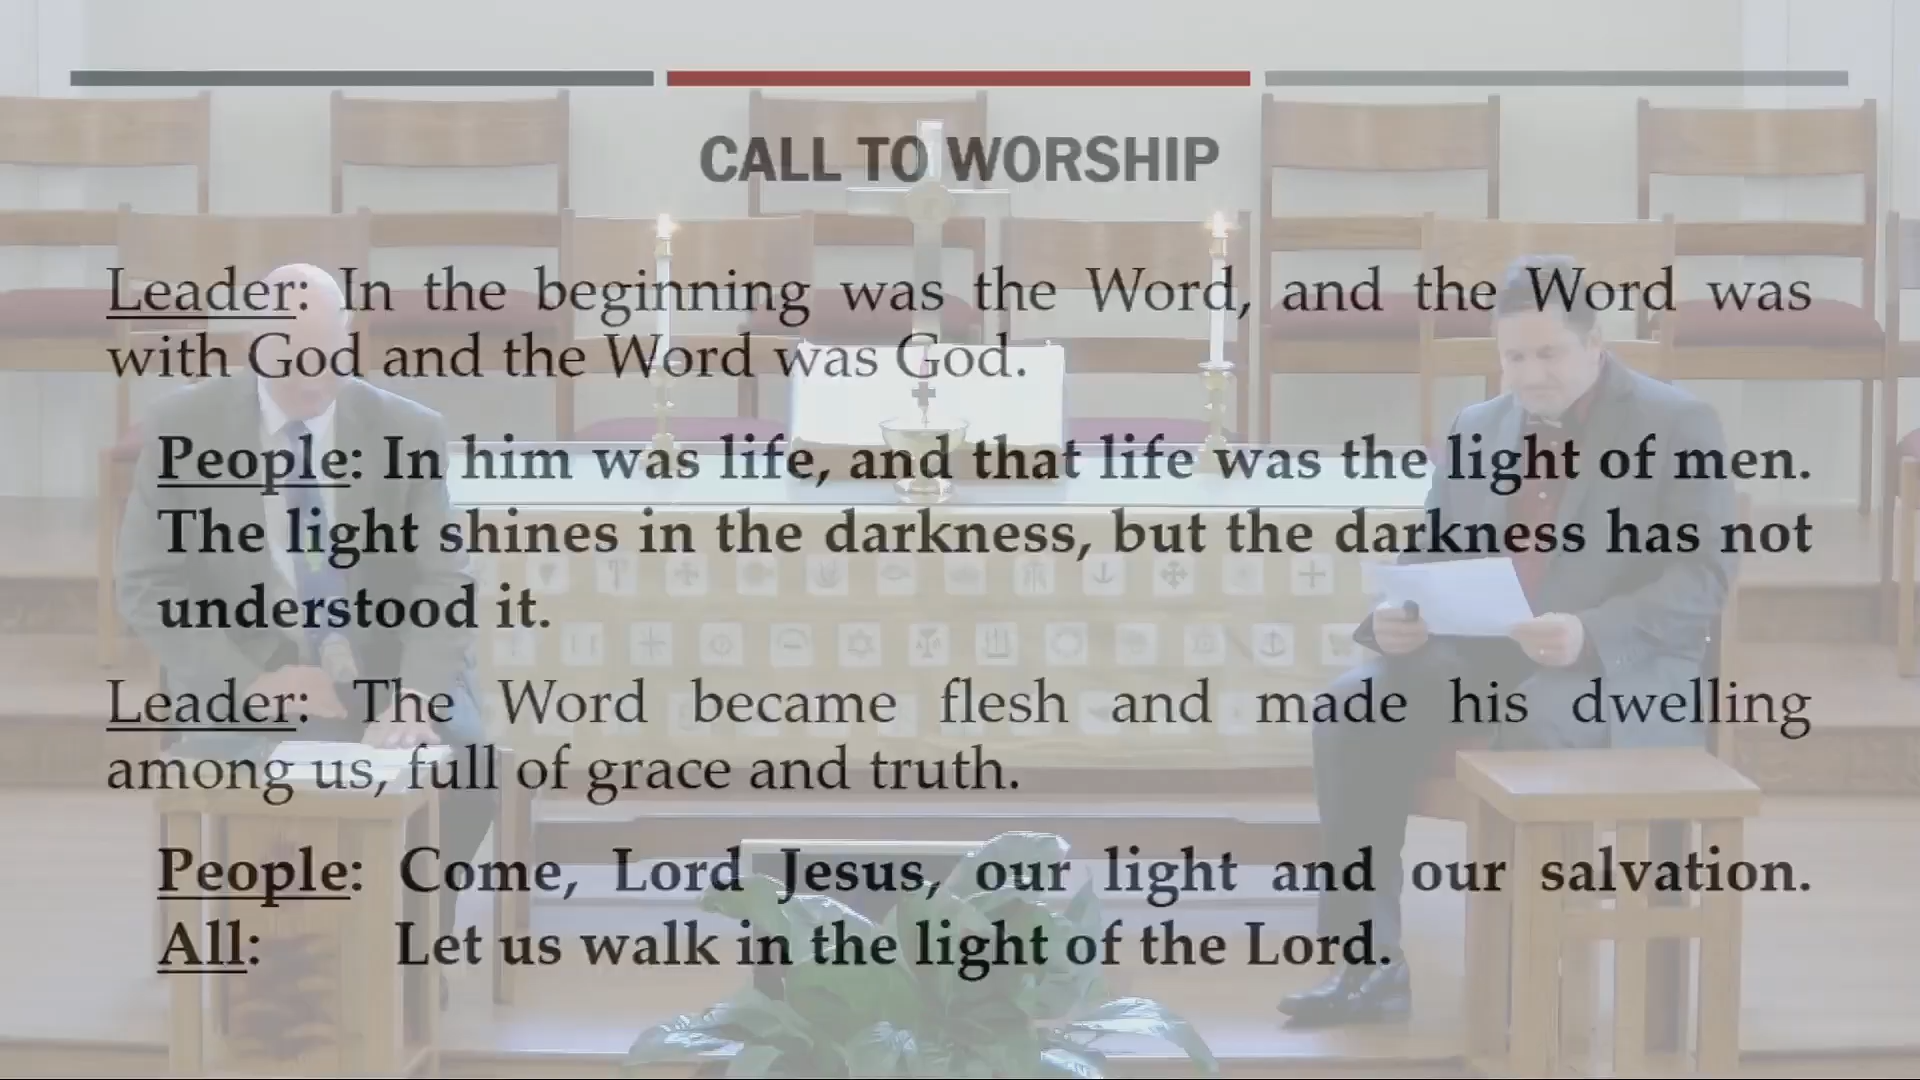 CALL TO WORSHIP
Leader: In the beginning was the Word, and the Word was
with God and the Word was God.
People: In him was life, and that life was the light of men.
The light shines in the darkness, but the darkness has not
understood it.
Leader: The Word became flesh and made his dwelling
among us, full of grace and truth.
People: Come, Lord Jesus, our light and our salvation.
All: Let us walk in the light of the Lord.